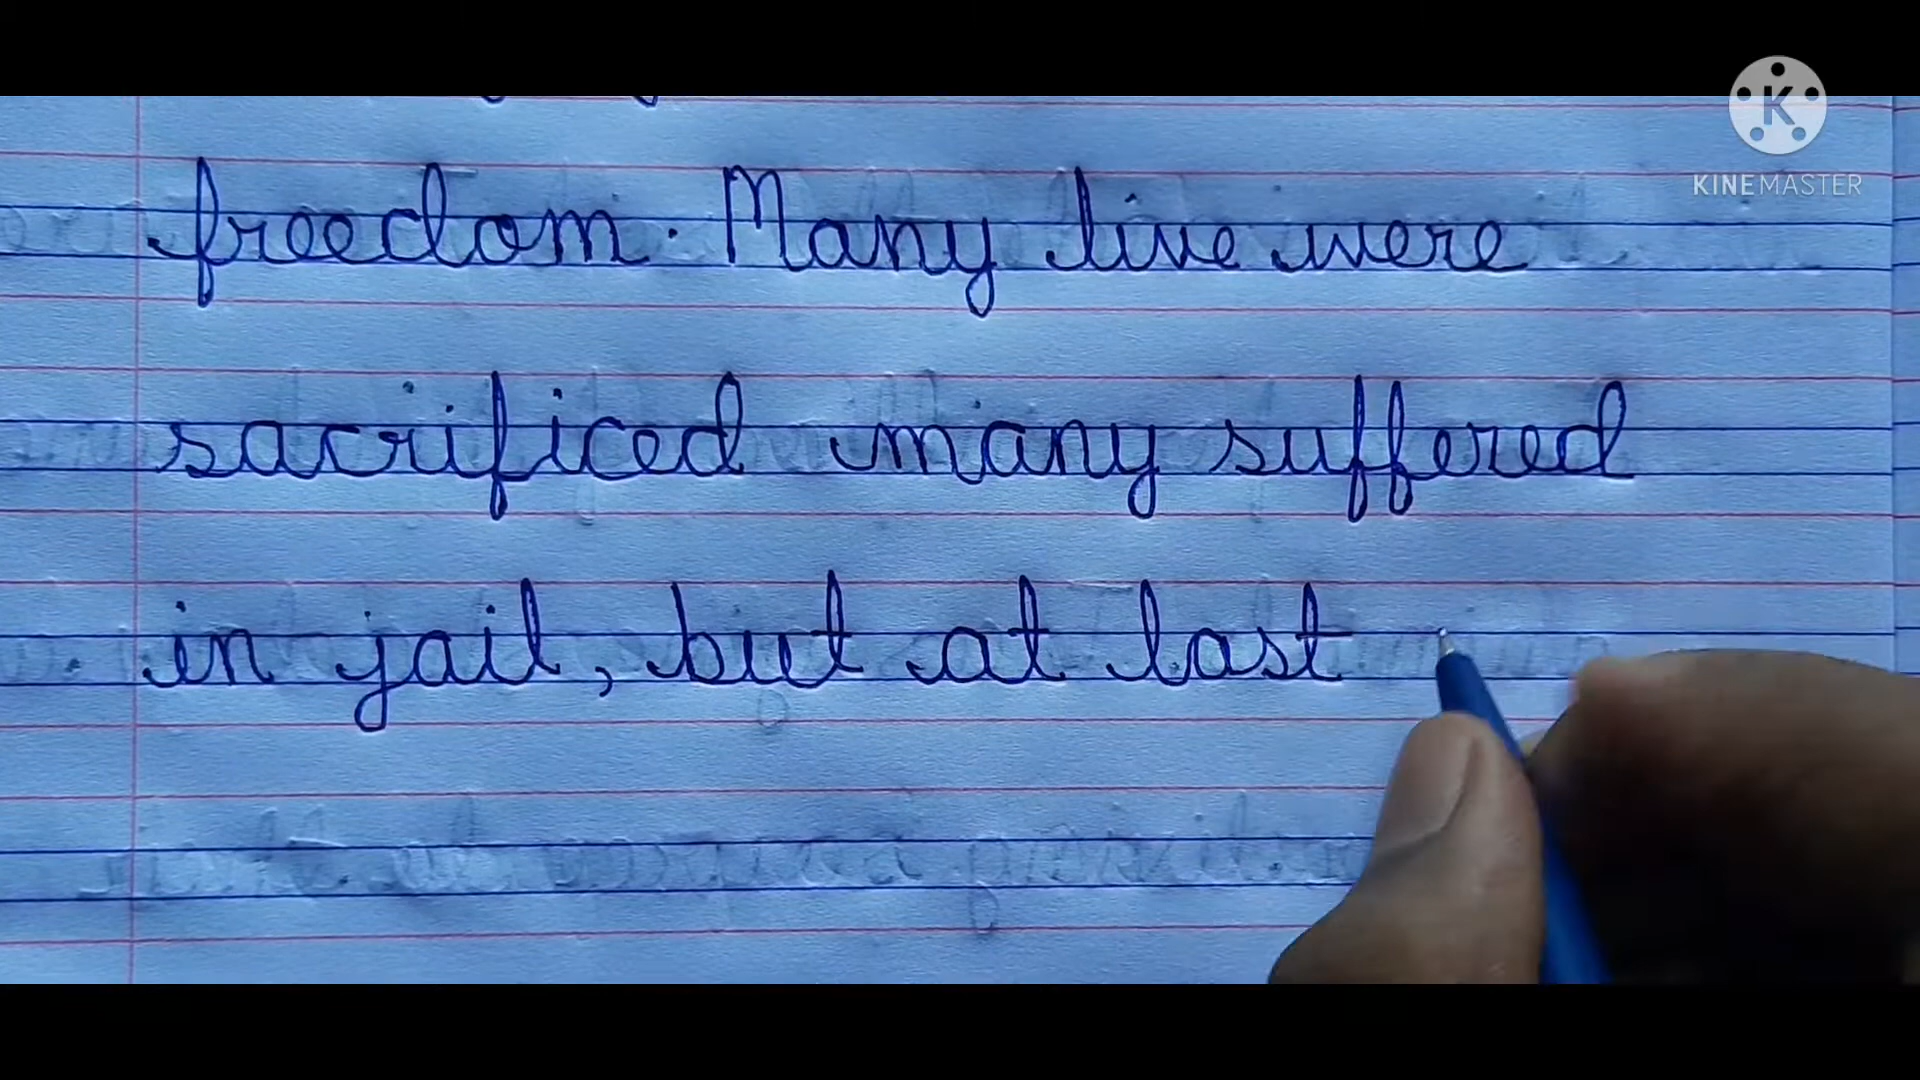 KINEMASTER
freedom. Many live were
sacrificed many suffered
in jail, but at last